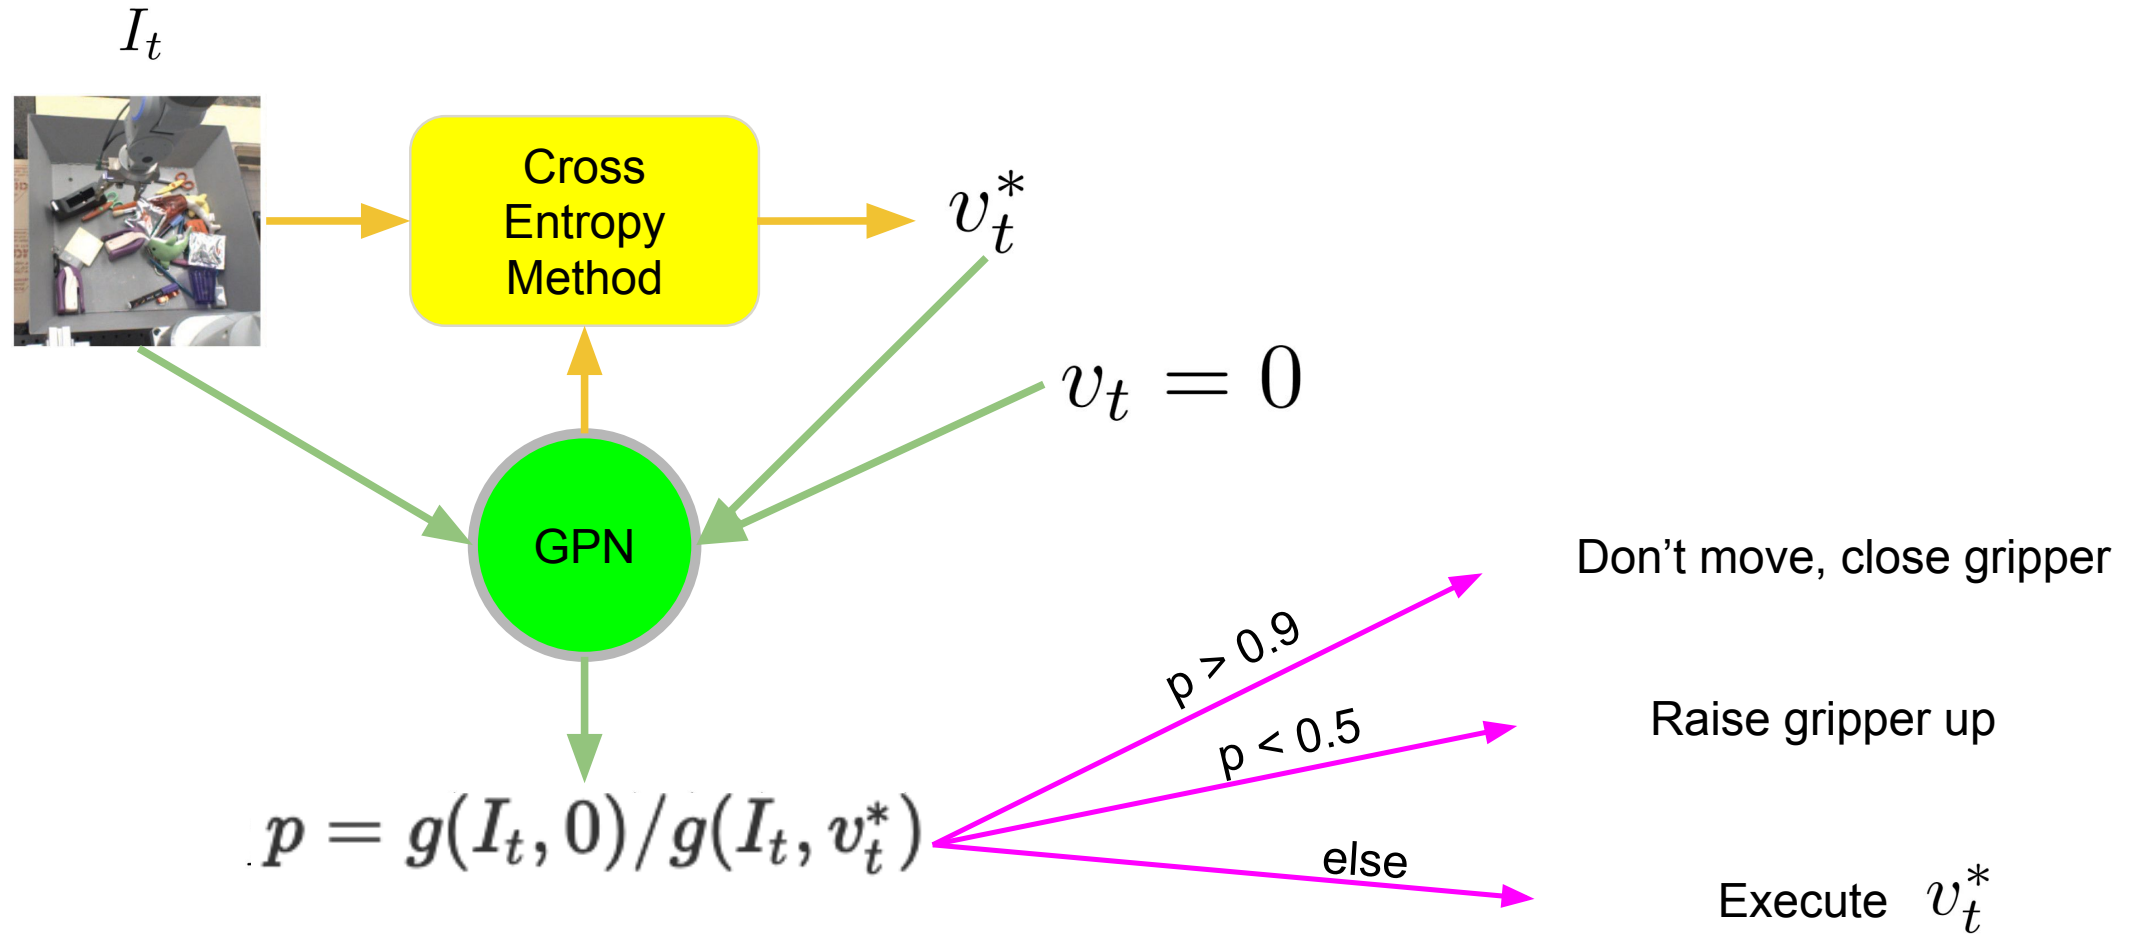 I_t
Cross
Entropy
Method
v_t^*
v_t = 0
GPN
Don't move, close gripper
p > 0.9
Raise gripper up
p < 0.5
p = g(I_t, 0)/g(I_t, v_t^*)
else
Execute v_t^*